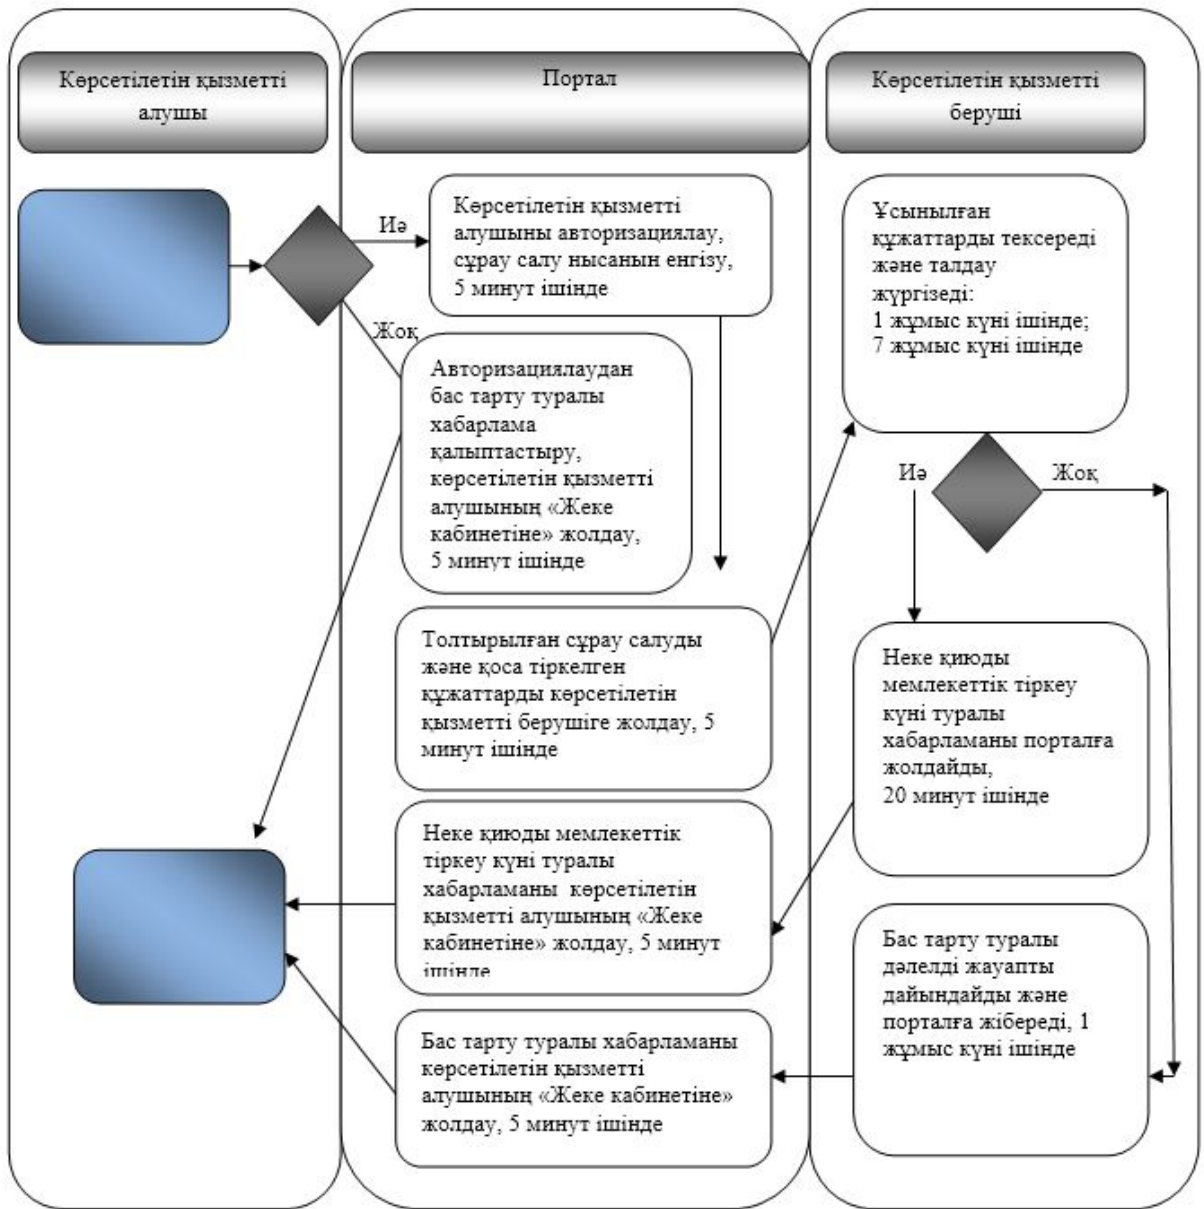 Көрсетілетін қызметті
алушы
Портал
Көрсетілетін қызметті
беруші
Көрсетілетін қызметті
алушыны авторизациялау,
сұрау салу нысанын енгізу,
5 минут ішінде
Иә
Жоқ
Авторизациялаудан
бас тарту туралы
хабарлама
қалыптастыру,
көрсетілетін қызметті
алушының «Жеке
кабинетіне» жолдау,
5 минут ішінде
Толтырылған сұрау салуды
және қоса тіркелген
құжаттарды көрсетілетін
қызметті берушіге жолдау, 5
минут ішінде
Неке қиюды мемлекеттік
тіркеу күні туралы
хабарламаны көрсетілетін
қызметті алушының «Жеке
кабинетіне» жолдау, 5 минут
ішінде
Бас тарту туралы хабарламаны
көрсетілетін қызметті
алушының «Жеке кабинетіне»
жолдау, 5 минут ішінде
Ұсынылған
құжаттарды тексереді
және талдау
жүргізеді:
1 жұмыс күні ішінде;
7 жұмыс күні ішінде
Иә
Жоқ
Неке қиюды
мемлекеттік тіркеу
күні туралы
хабарламаны порталға
жолдайды,
20 минут ішінде
Бас тарту туралы
дәлелді жауапты
дайындайды және
порталға жібереді, 1
жұмыс күні ішінде